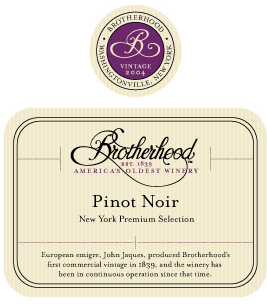 BROTHERHOOD
B
VINTAGE
2004
WASHINGTONVILLE, NEW YORK
Brotherhood
EST. 1839
AMERICA'S OLDEST WINERY
Pinot Noir
New York Premium Selection
European emigre, John Jaques, produced Brotherhood's
first commercial vintage in 1839, and the winery has
been in continuous operation since that time.